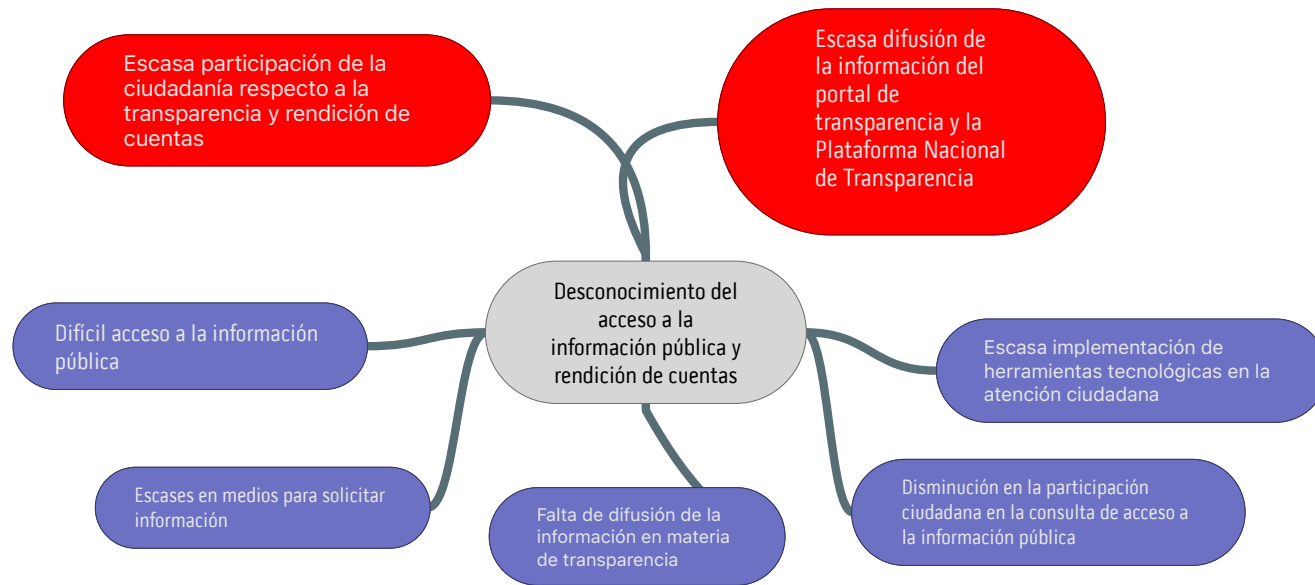 Escasa participación de la
ciudadanía respecto a la
transparencia y rendición de
cuentas
Escasa difusión de
la información del
portal de
transparencia y la
Plataforma Nacional
de Transparencia
Desconocimiento del
acceso a la
información pública y
rendición de cuentas
Difícil acceso a la información
pública
Escasa implementación de
herramientas tecnológicas en la
atención ciudadana
Escases en medios para solicitar
información
Falta de difusión de la
información en materia
de transparencia
Disminución en la participación
ciudadana en la consulta de acceso a
la información pública